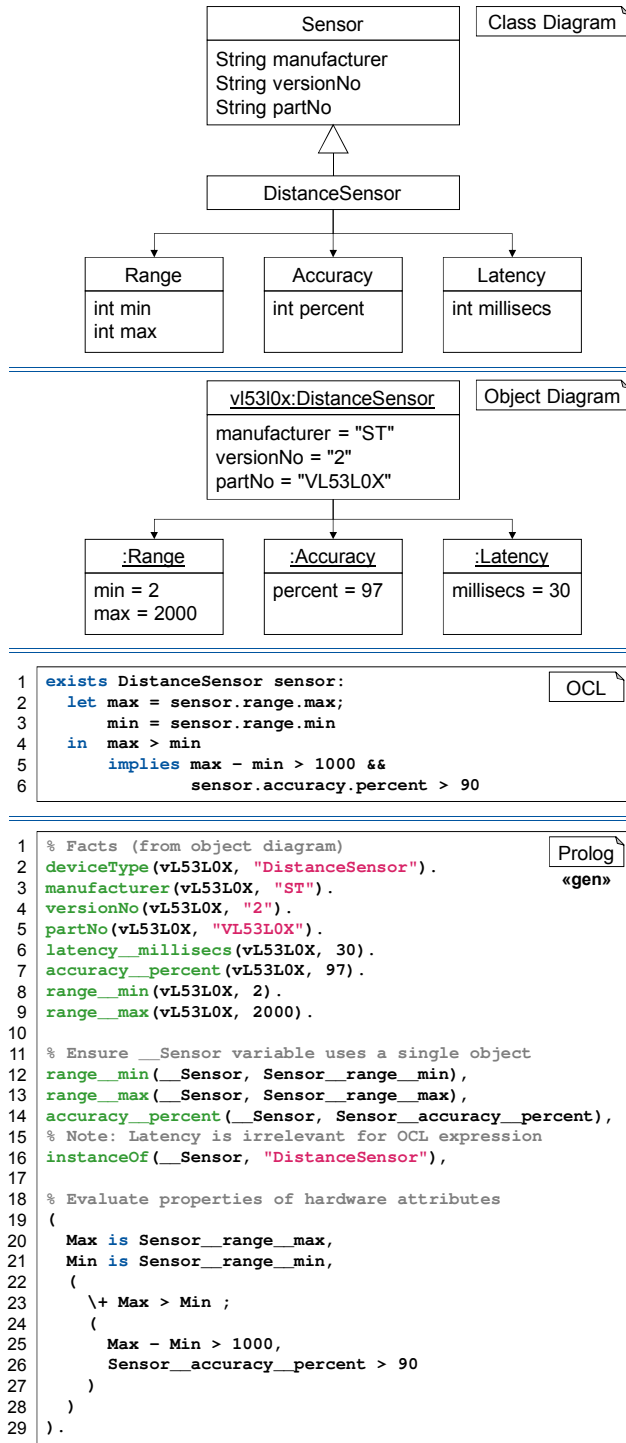 Sensor
Class Diagram
String manufacturer
String versionNo
String partNo
DistanceSensor
Range
Accuracy
Latency
int min
int max
int percent
int millisecs
vl53l0x:DistanceSensor
Object Diagram
manufacturer = "ST"
versionNo = "2"
partNo = "VL53L0X"
:Range
:Accuracy
:Latency
min = 2
max = 2000
percent = 97
millisecs = 30
OCL
1 exists DistanceSensor sensor:
2 let max = sensor.range.max;
3 min = sensor.range.min
4 in max > min
5 implies max – min > 1000 &&
6 sensor.accuracy.percent > 90
Prolog
«gen»
1 % Facts (from object diagram)
2 deviceType(vL53L0X, "DistanceSensor").
3 manufacturer(vL53L0X, "ST").
4 versionNo(vL53L0X, "2").
5 partNo(vL53L0X, "VL53L0X").
6 latency__millisecs(vL53L0X, 30).
7 accuracy__percent(vL53L0X, 97).
8 range__min(vL53L0X, 2).
9 range__max(vL53L0X, 2000).
10
11 % Ensure __Sensor variable uses a single object
12 range__min(__Sensor, Sensor__range__min),
13 range__max(__Sensor, Sensor__range__max),
14 accuracy__percent(__Sensor, Sensor__accuracy__percent),
15 % Note: Latency is irrelevant for OCL expression
16 instanceOf(__Sensor, "DistanceSensor"),
17
18 % Evaluate properties of hardware attributes
19 (
20 Max is Sensor__range__max,
21 Min is Sensor__range__min,
22 (
23 \+ Max > Min ;
24 (
25 Max - Min > 1000,
26 Sensor__accuracy__percent > 90
27 )
28 )
29 ).